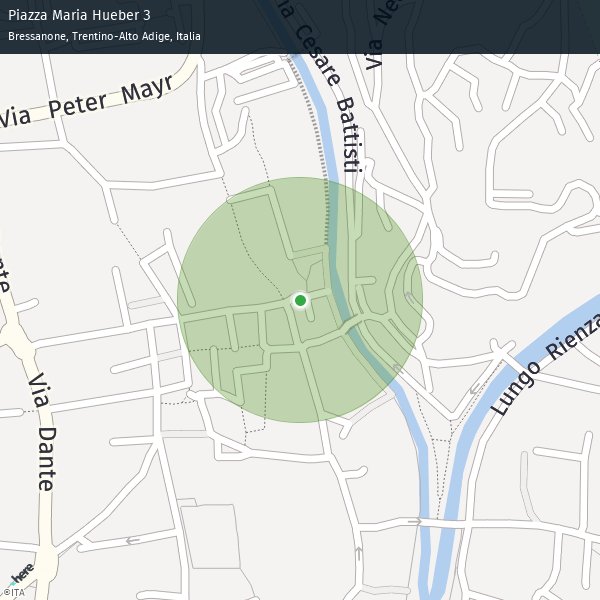 Piazza Maria Hueber 3
Bressanone, Trentino-Alto Adige, Italia
Via Cesare Battisti
Via Ne
Via Peter Mayr
nte
Lungo Rienza
Via Dante
here
©ITA